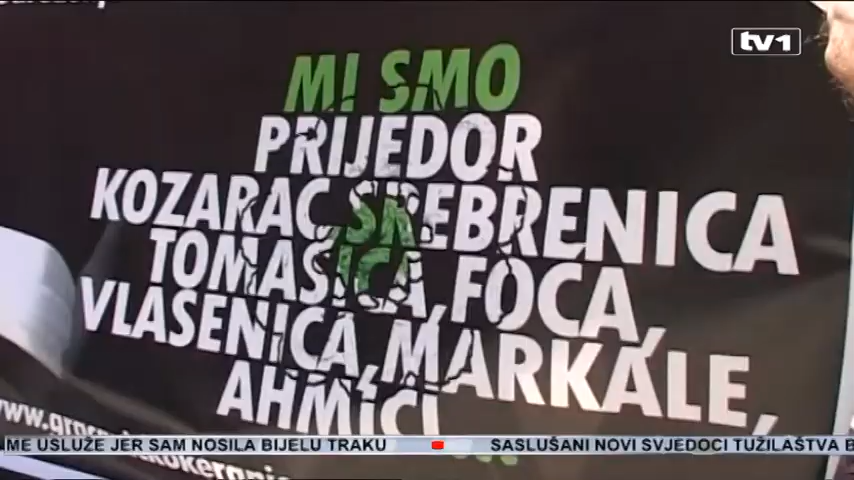 tv1
MI SMO
PRIJEDOR
KOZARAC SREBRENICA
TOMAŠICA, FOČA,
VLASENICA, MARKALE,
AHMIĆI
ME USLUŽE JER SAM NOSILA BIJELU TRAKU
SASLUŠANI NOVI SVJEDOCI TUŽILAŠTVA B